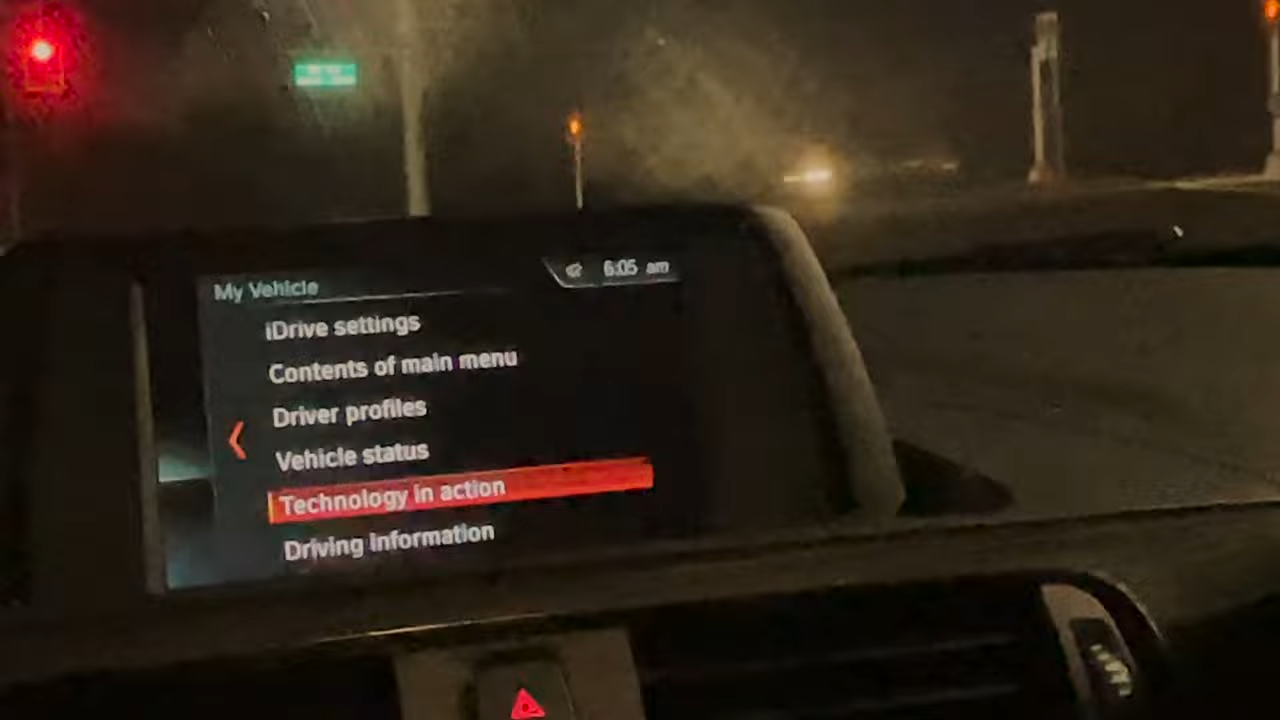 My Vehicle
6:05 am
iDrive settings
Contents of main menu
Driver profiles
Vehicle status
Technology in action
Driving information